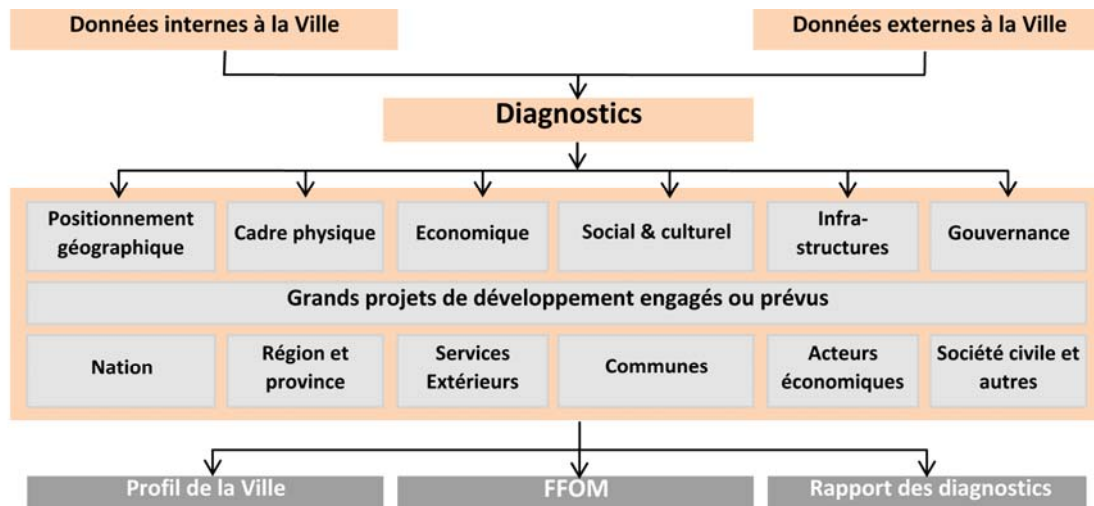 Données internes à la Ville
Données externes à la Ville
Diagnostics
Positionnement
géographique
Cadre physique
Economique
Social & culturel
Infra-
structures
Gouvernance
Grands projets de développement engagés ou prévus
Nation
Région et
province
Services
Extérieurs
Communes
Acteurs
économiques
Société civile et
autres
Profil de la Ville
FFOM
Rapport des diagnostics